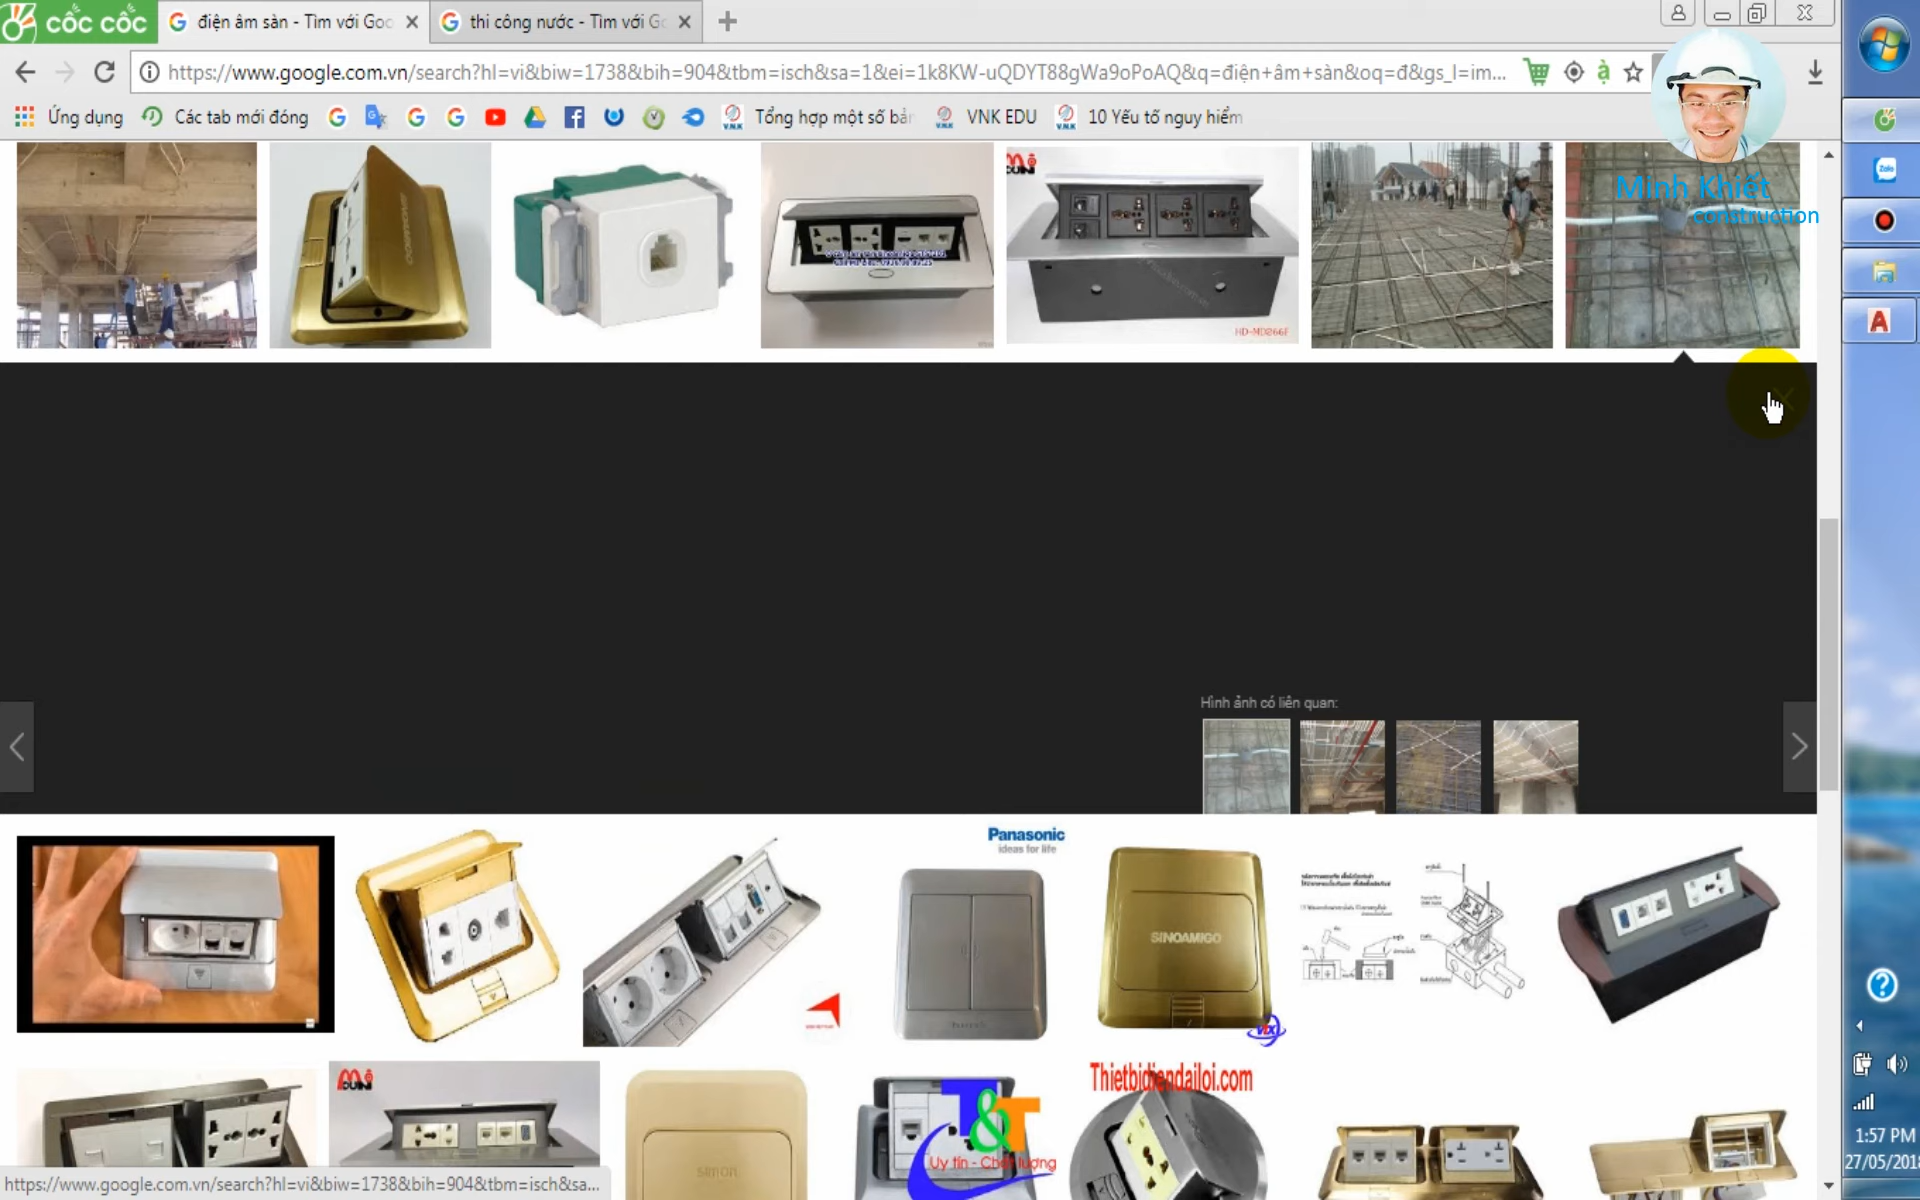 CỐC CỐC
điện âm sàn - Tìm với Goo
thi công nước - Tìm với Go
https://www.google.com.vn/search?hl=vi&biw=1738&bih=904&tbm=isch&sa=1&ei=1k8KW-uQDYT88gWa9oPoAQ&q=điện+âm+sàn&oq=đ&gs_l=im...
Ứng dụng
Các tab mới đóng
Tổng hợp một số bản
VNK EDU
10 Yếu tố nguy hiểm
Minh Khiết
construction
HD-MD266F
SINOAMIGO
Hình ảnh có liên quan:
Panasonic
ideas for life
SINOAMIGO
Thietbidiendailoi.com
T&T
Uy tín - Chất lượng
SIMON
https://www.google.com.vn/search?hl=vi&biw=1738&bih=904&tbm=isch&sa...
Zalo
1:57 PM
27/05/201